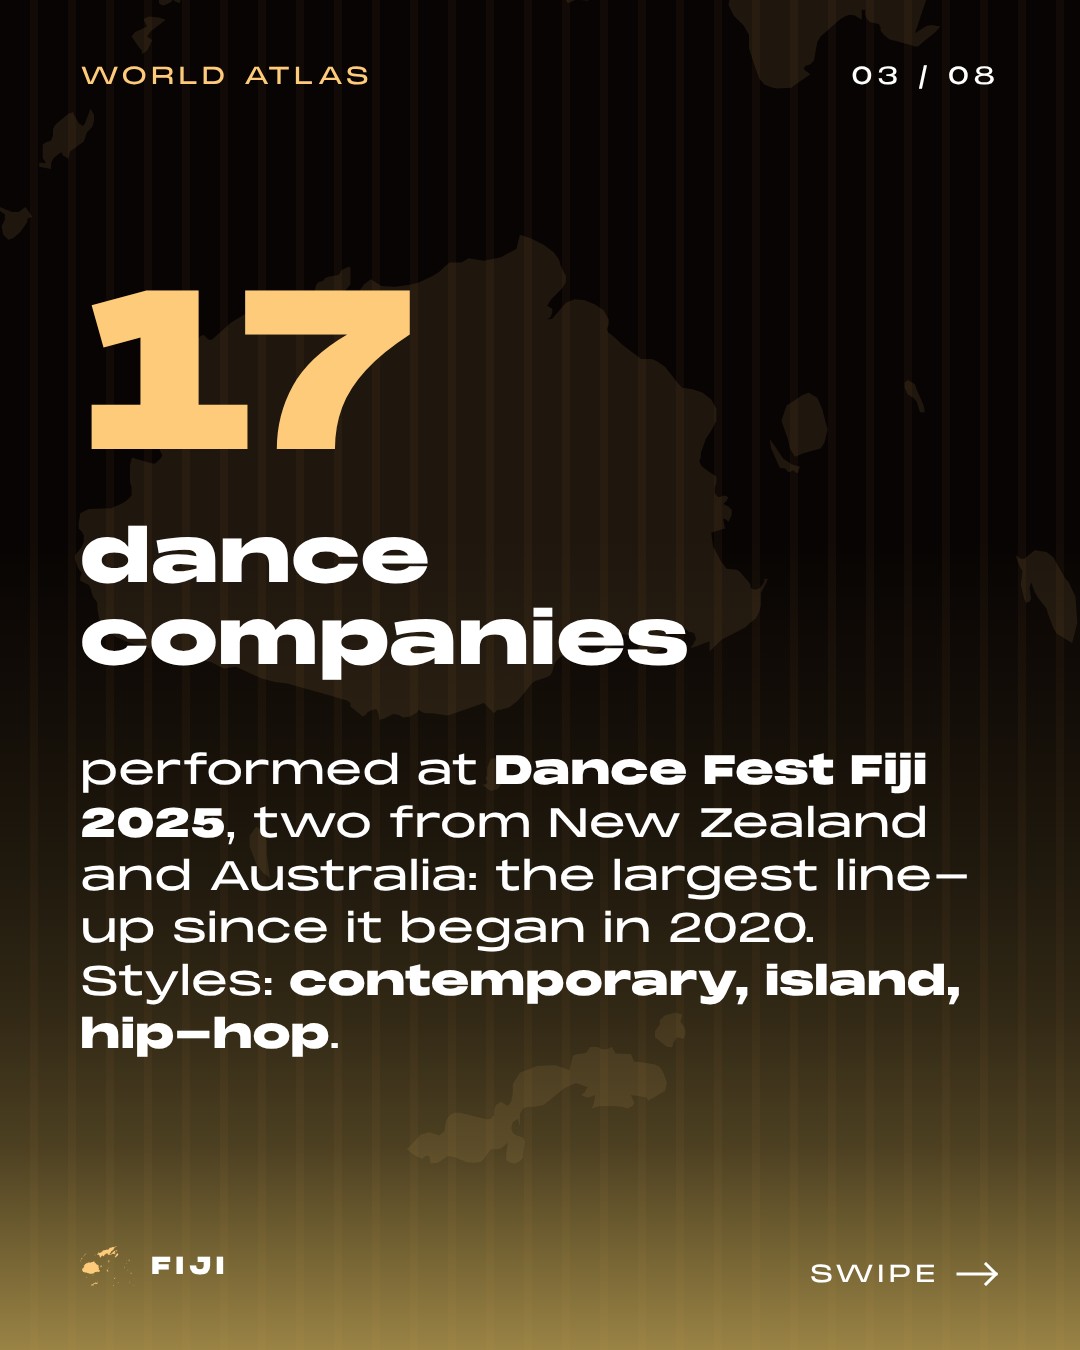 WORLD ATLAS
03 / 08
17
dance
companies
performed at Dance Fest Fiji
2025, two from New Zealand
and Australia: the largest line-
up since it began in 2020.
Styles: contemporary, island,
hip-hop.
FIJI
SWIPE →